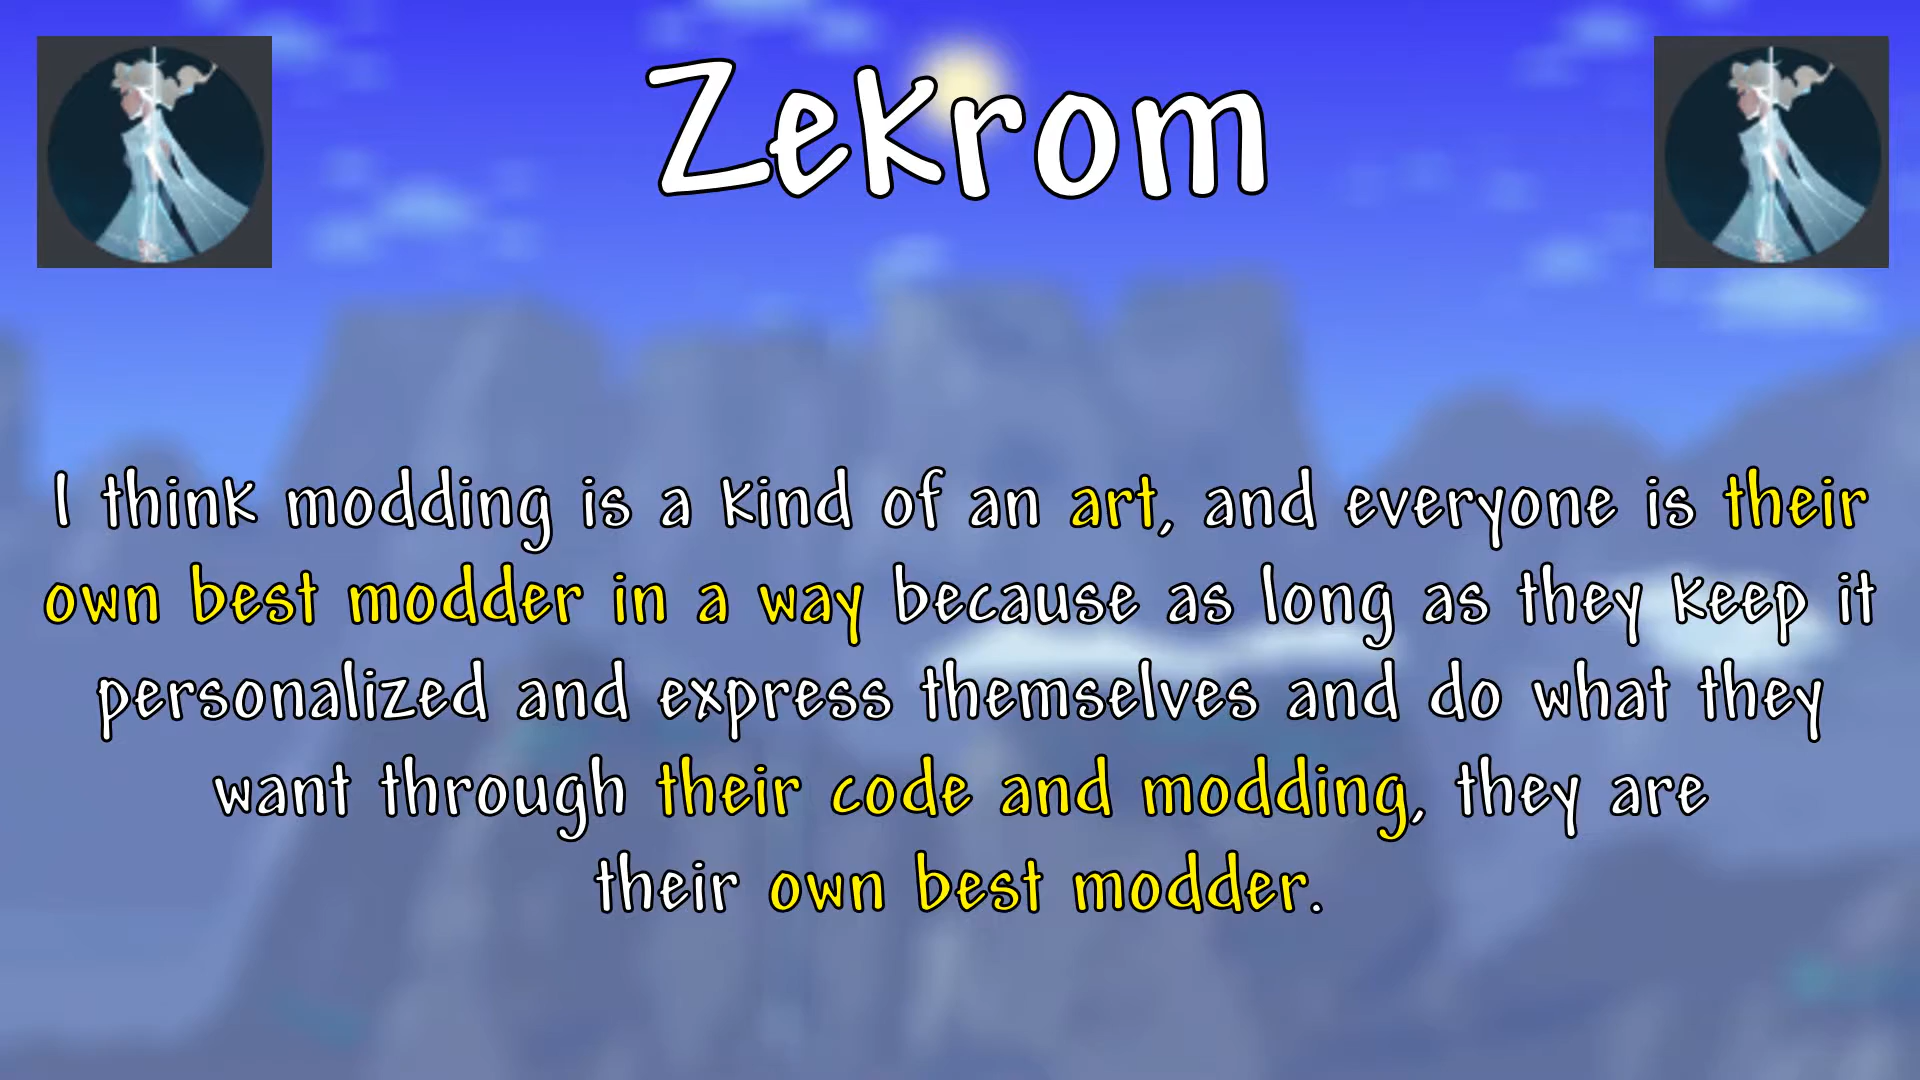 Zekrom
I think modding is a kind of an art, and everyone is their
own best modder in a way because as long as they keep it
personalized and express themselves and do what they
want through their code and modding, they are
their own best modder.